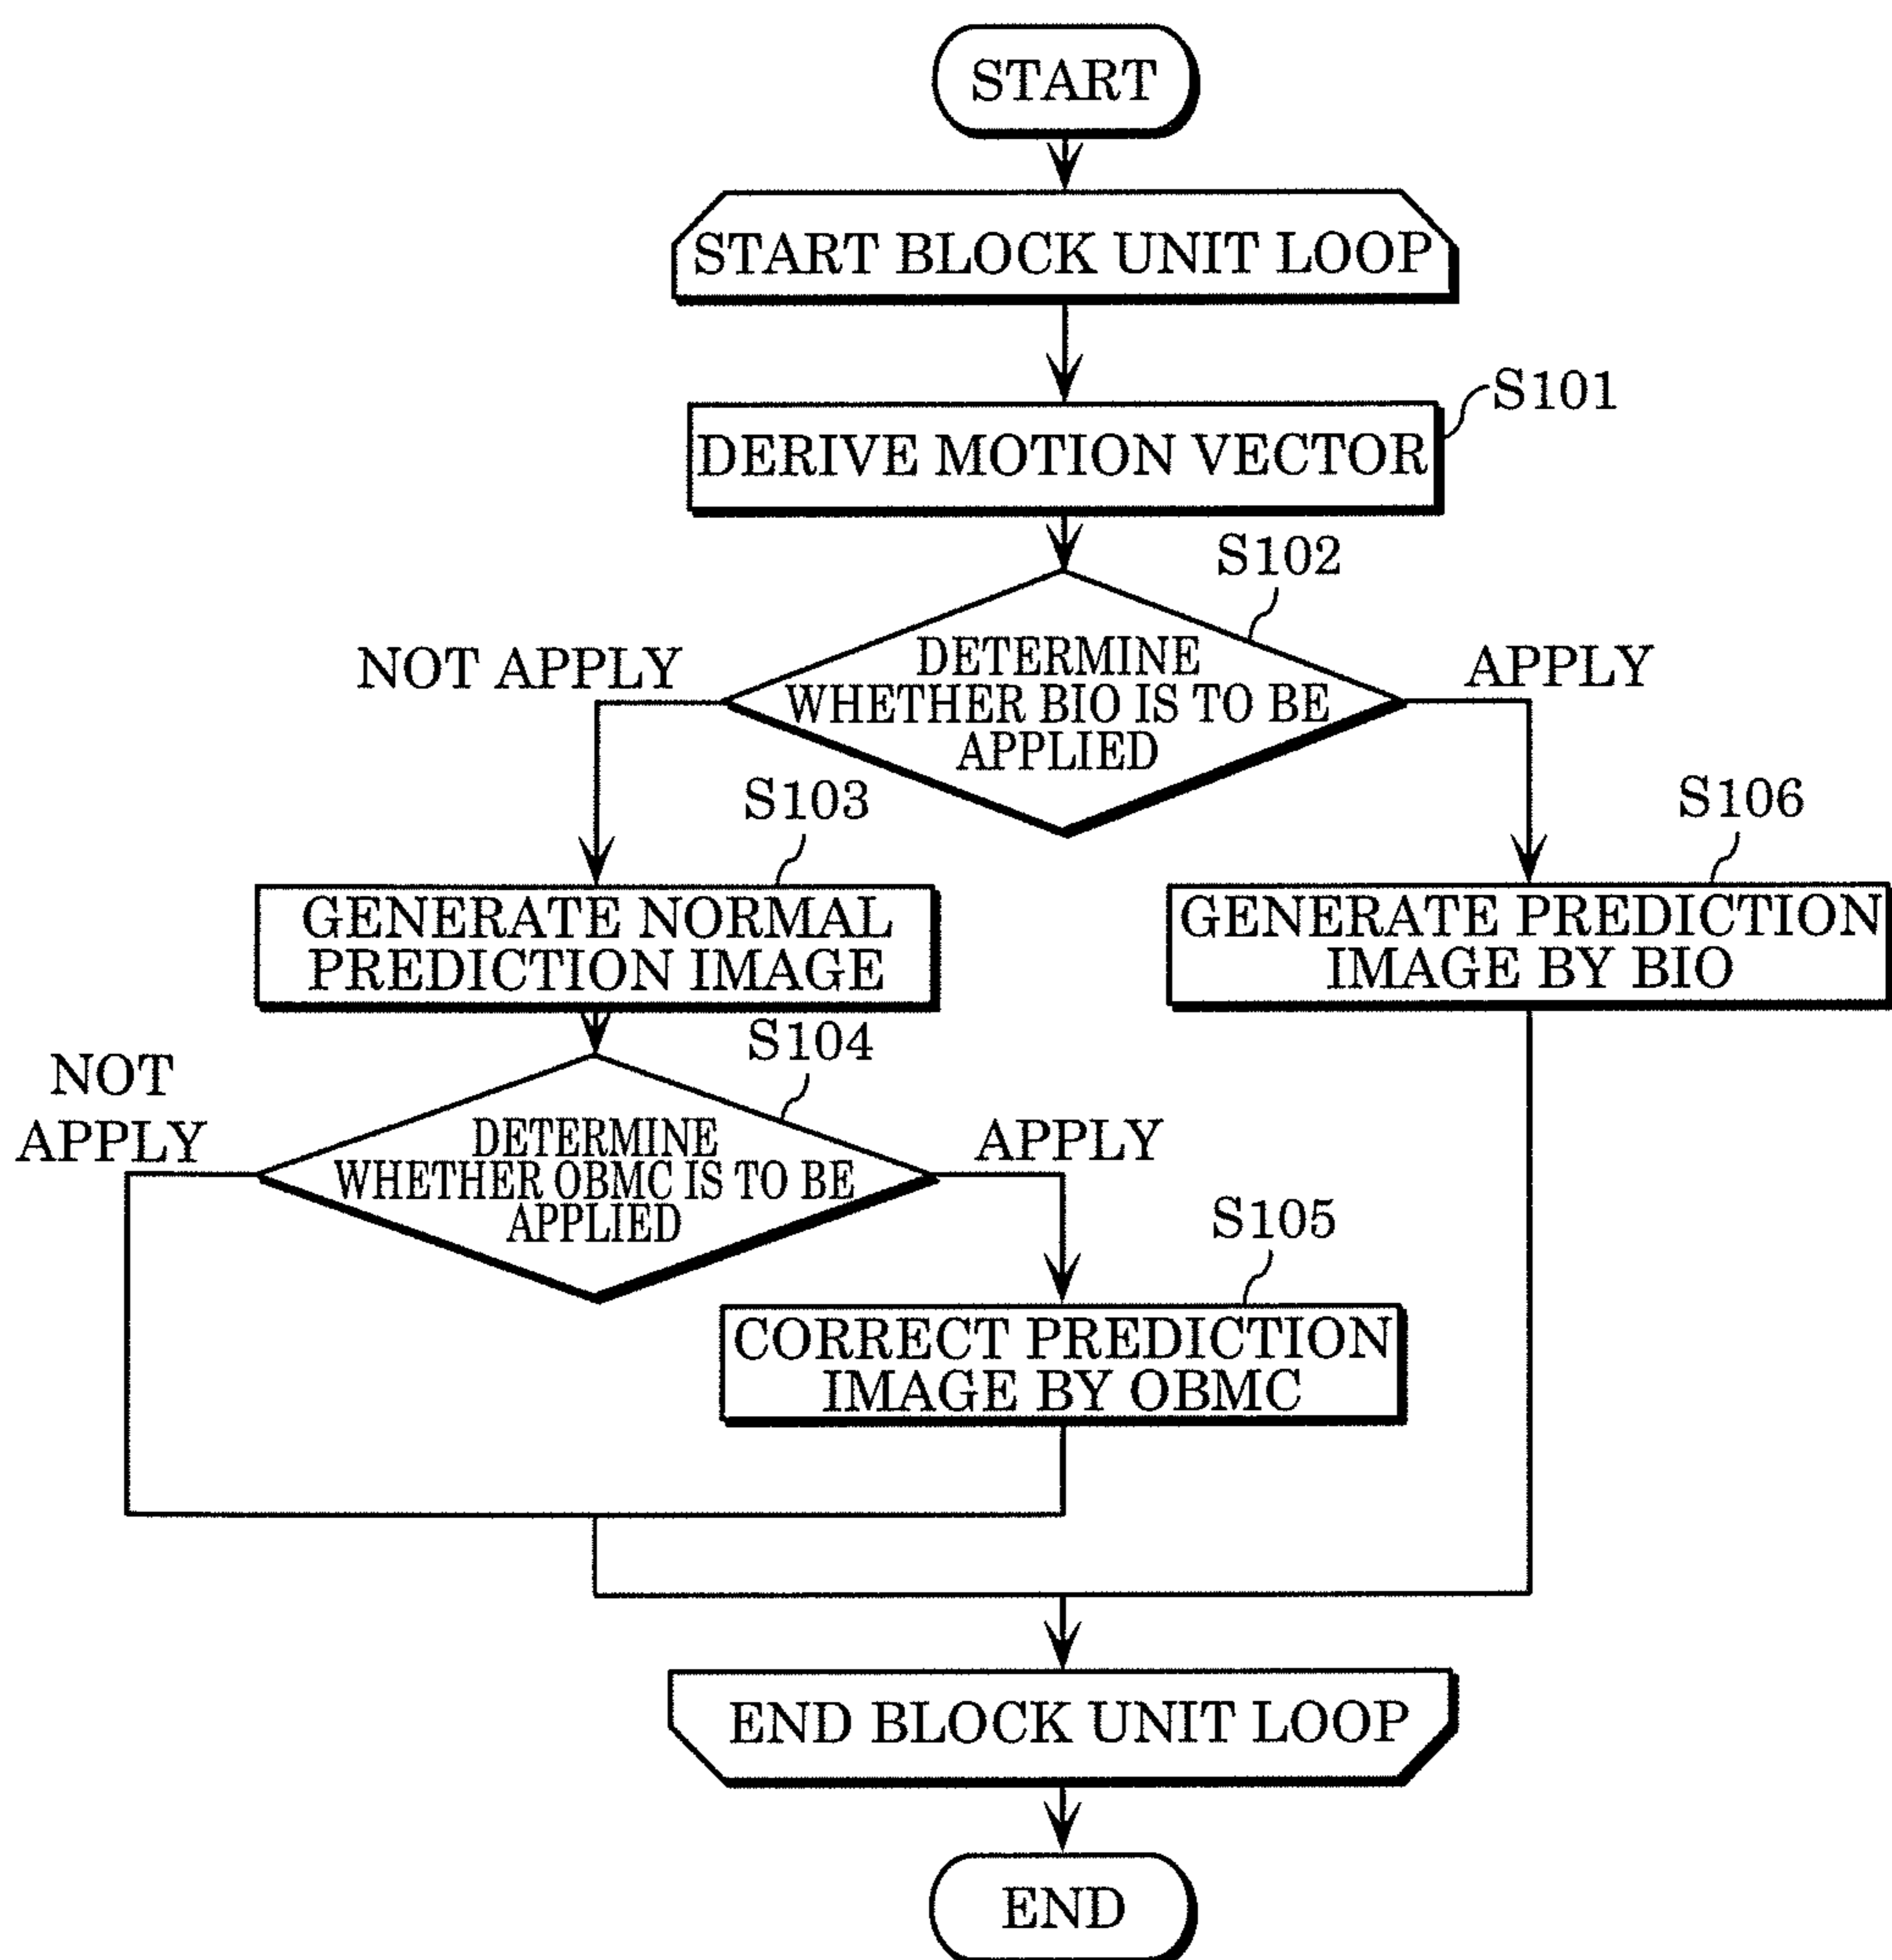 START
START BLOCK UNIT LOOP
S101
DERIVE MOTION VECTOR
S102
NOT APPLY
DETERMINE
WHETHER BIO IS TO BE
APPLIED
APPLY
S103
GENERATE NORMAL
PREDICTION IMAGE
S106
GENERATE PREDICTION
IMAGE BY BIO
S104
NOT
APPLY
DETERMINE
WHETHER OBMC IS TO BE
APPLIED
APPLY
S105
CORRECT PREDICTION
IMAGE BY OBMC
END BLOCK UNIT LOOP
END